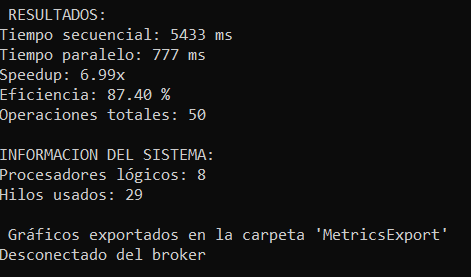 RESULTADOS:
Tiempo secuencial: 5433 ms
Tiempo paralelo: 777 ms
Speedup: 6.99x
Eficiencia: 87.40 %
Operaciones totales: 50
INFORMACION DEL SISTEMA:
Procesadores lógicos: 8
Hilos usados: 29
Gráficos exportados en la carpeta 'MetricsExport'
Desconectado del broker